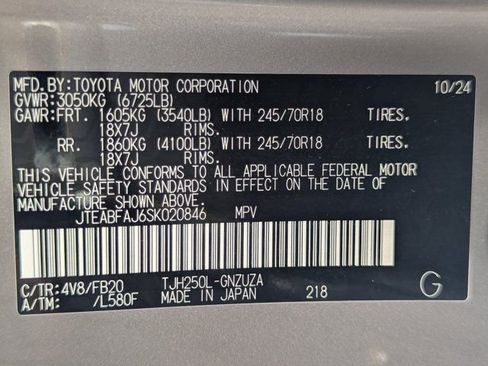 MFD.BY:TOYOTA MOTOR CORPORATION 10/24
GVWR:3050KG (6725LB)
GAWR:FRT. 1605KG (3540LB) WITH 245/70R18 TIRES.
18X7J RIMS.
RR. 1860KG (4100LB) WITH 245/70R18 TIRES.
18X7J RIMS.
THIS VEHICLE CONFORMS TO ALL APPLICABLE FEDERAL MOTOR
VEHICLE SAFETY STANDARDS IN EFFECT ON THE DATE OF
MANUFACTURE SHOWN ABOVE.
JTEABFAJ6SK020846 MPV
C/TR:4V8/FB20 TJH250L-GNZUZA G
A/TM: /L580F MADE IN JAPAN 218